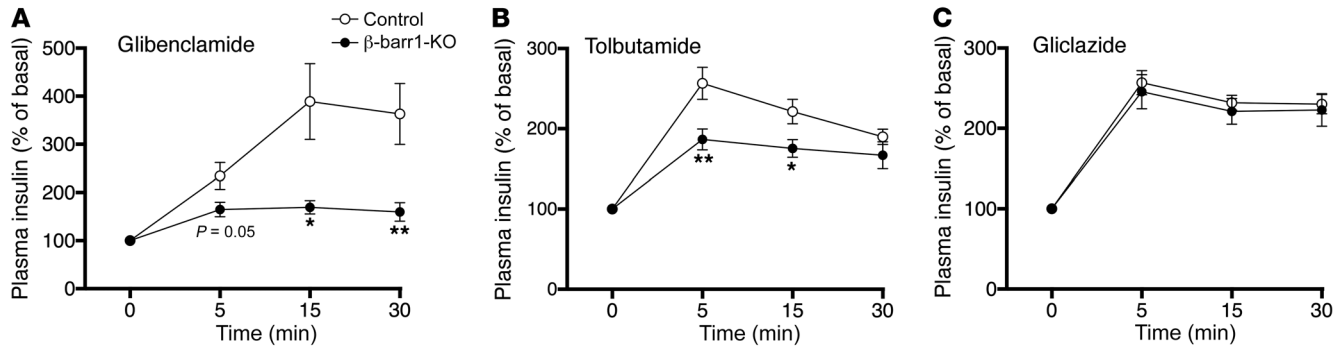 A
Glibenclamide
Control
β-barr1-KO
Plasma insulin (% of basal)
500
400
300
200
100
0
P = 0.05
*
**
0 5 15 30
Time (min)
B
Tolbutamide
Plasma insulin (% of basal)
300
200
100
0
**
*
0 5 15 30
Time (min)
C
Gliclazide
Plasma insulin (% of basal)
300
200
100
0
0 5 15 30
Time (min)